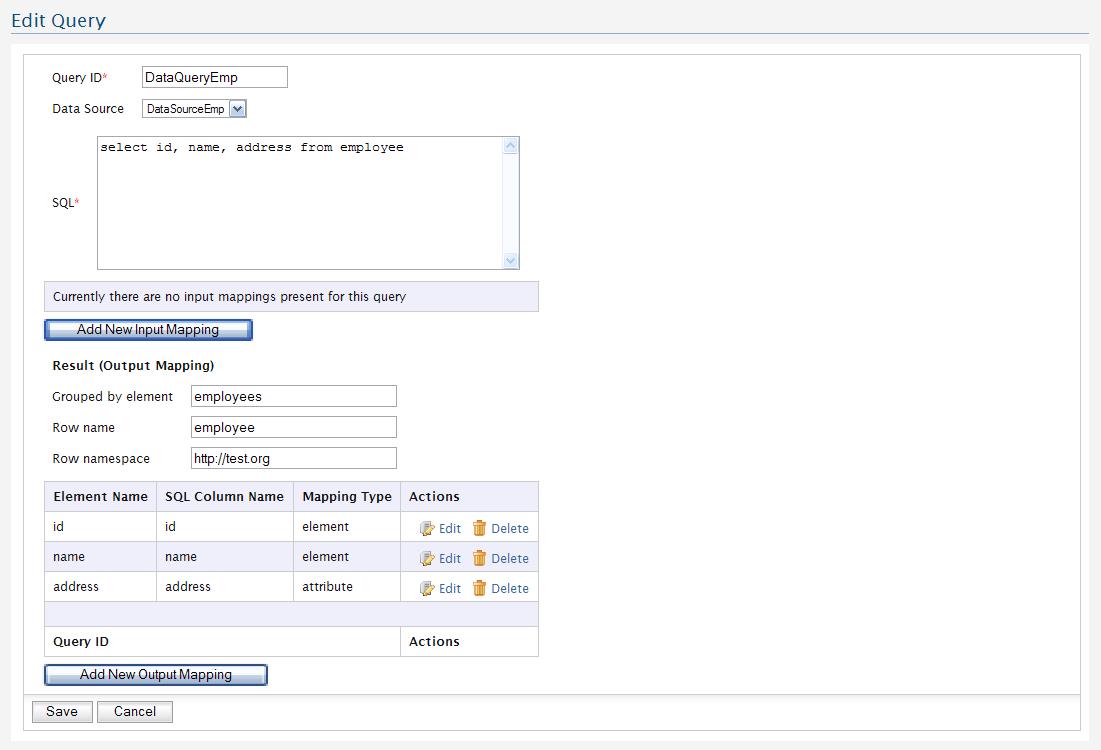 Edit Query
Query ID* DataQueryEmp
Data Source DataSourceEmp
select id, name, address from employee
SQL*
Currently there are no input mappings present for this query
Add New Input Mapping
Result (Output Mapping)
Grouped by element employees
Row name employee
Row namespace http://test.org
Element Name SQL Column Name Mapping Type Actions
id id element Edit Delete
name name element Edit Delete
address address attribute Edit Delete
Query ID Actions
Add New Output Mapping
Save Cancel